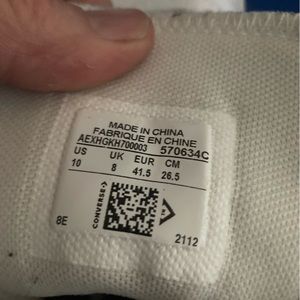 MADE IN CHINA
FABRIQUE EN CHINE
AEXHGKH700003 570634C
US UK EUR CM
10 8 41.5 26.5
CONVERSE
8E
2112